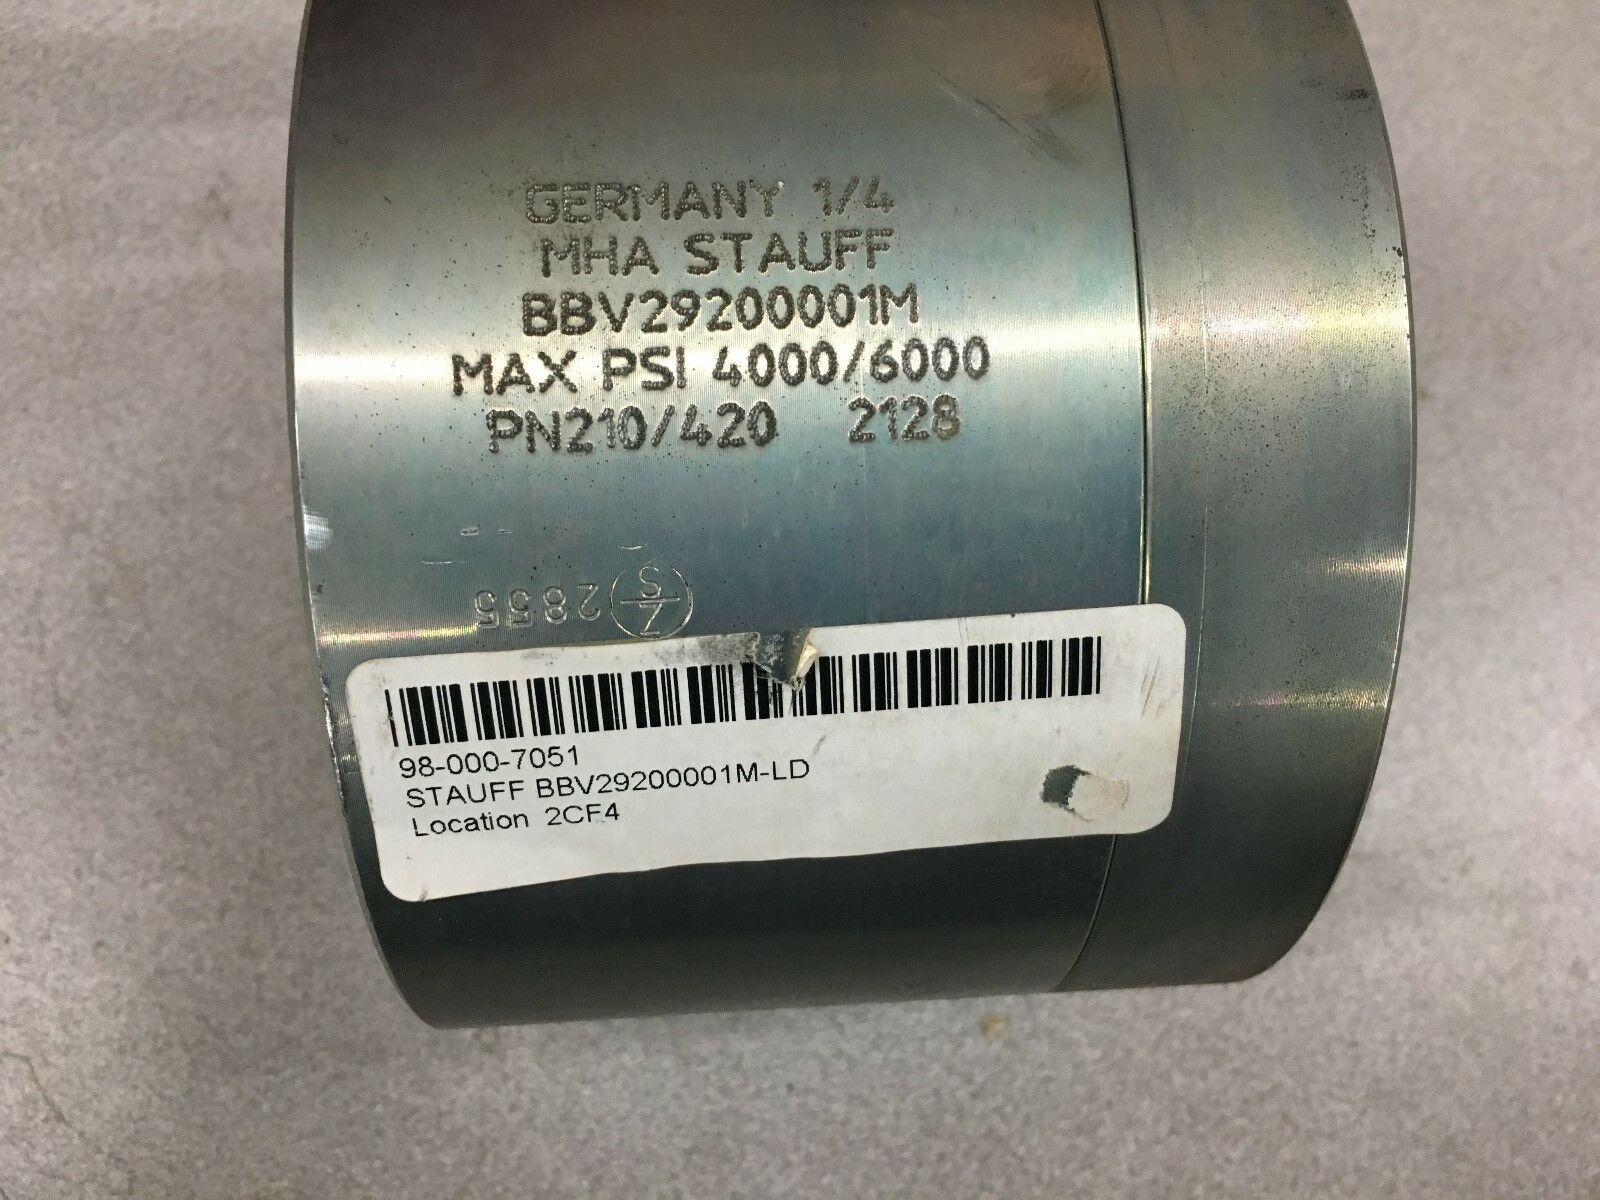 GERMANY 1/4
MHA STAUFF
BBV29200001M
MAX PSI 4000/6000
PN210/420 2128
2855
Z
S
98-000-7051
STAUFF BBV29200001M-LD
Location 2CF4